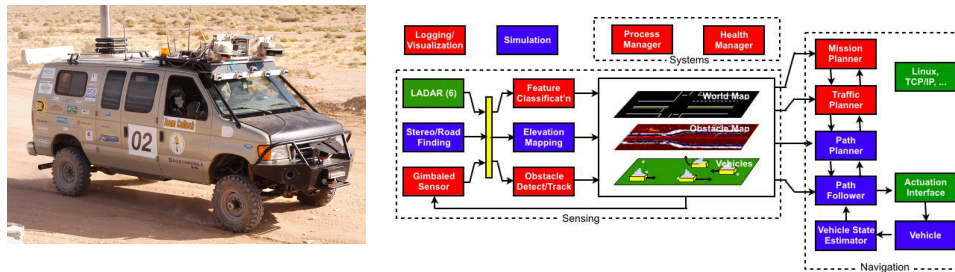 02
Team Caltech
Logging/
Visualization
Simulation
Process
Manager
Health
Manager
Systems
LADAR (6)
Stereo/Road
Finding
Gimbaled
Sensor
Feature
Classificat'n
Elevation
Mapping
Obstacle
Detect/Track
World Map
Obstacle Map
Vehicles
Sensing
Mission
Planner
Traffic
Planner
Path
Planner
Path
Follower
Vehicle State
Estimator
Linux,
TCP/IP, ...
Actuation
Interface
Vehicle
Navigation